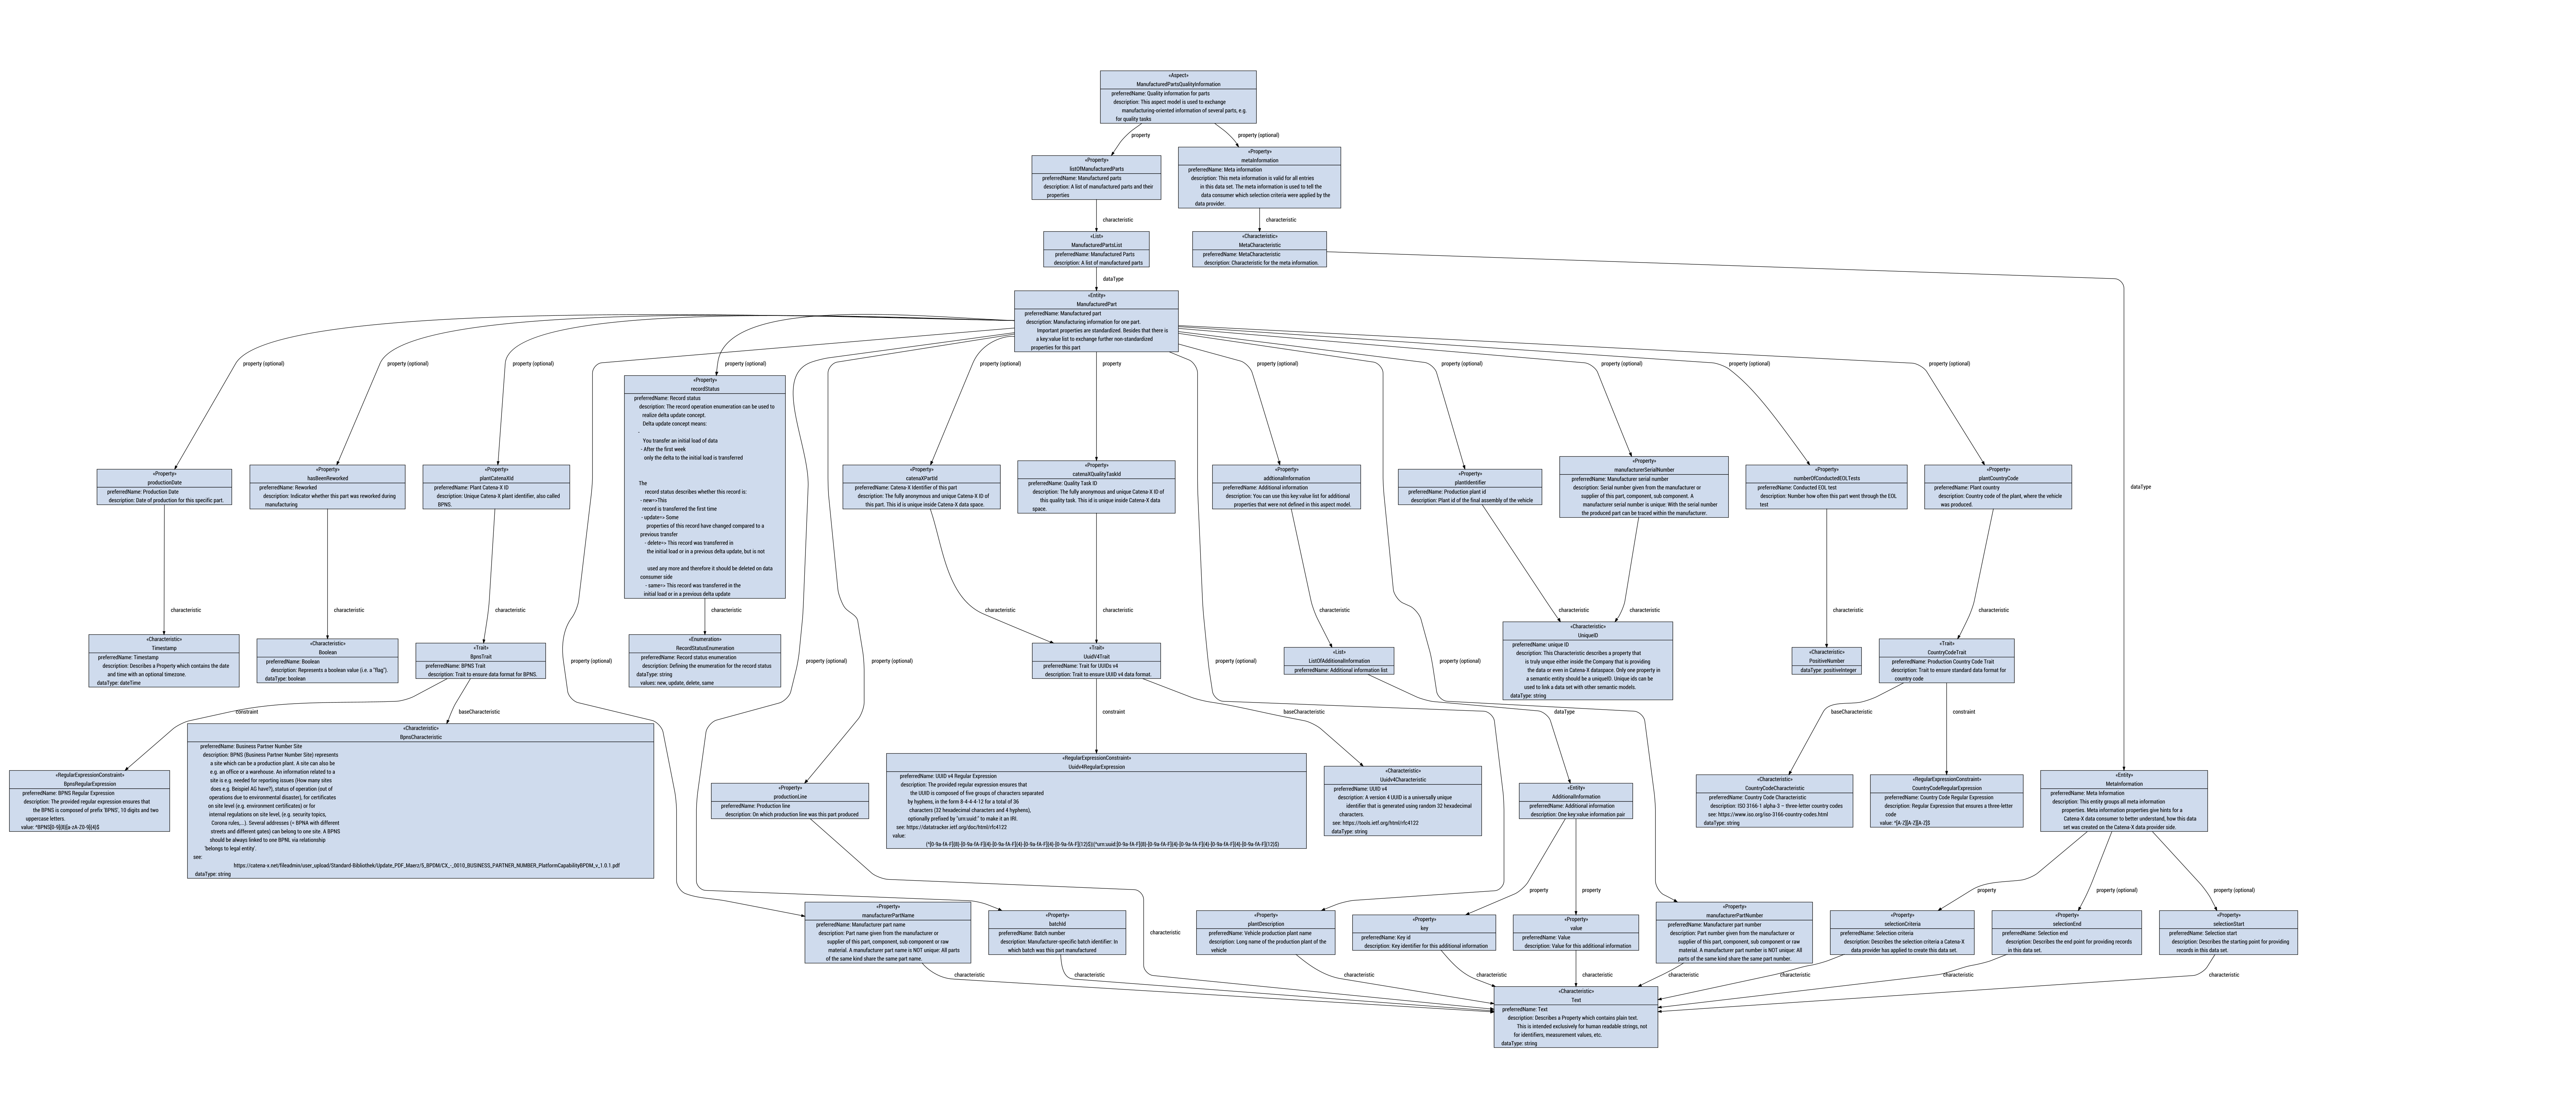 «Aspect»
ManufacturedPartsQualityInformation
preferredName: Quality information for parts
description: This aspect model is used to exchange
manufacturing-oriented information of several parts, e.g.
for quality tasks
property
property (optional)
«Property»
listOfManufacturedParts
preferredName: Manufactured parts
description: A list of manufactured parts and their
properties
«Property»
metaInformation
preferredName: Meta information
description: This meta information is valid for all entries
in this data set. The meta information is used to tell the
data consumer which selection criteria were applied by the
data provider.
characteristic
characteristic
«List»
ManufacturedPartsList
preferredName: Manufactured Parts
description: A list of manufactured parts
«Characteristic»
MetaCharacteristic
preferredName: MetaCharacteristic
description: Characteristic for the meta information.
dataType
«Entity»
ManufacturedPart
preferredName: Manufactured part
description: Manufacturing information for one part.
Important properties are standardized. Besides that there is
a key:value list to exchange further non-standardized
properties for this part
property (optional)
property (optional)
property (optional)
property (optional)
property (optional)
property
property (optional)
property (optional)
property (optional)
property (optional)
property (optional)
«Property»
productionDate
preferredName: Production Date
description: Date of production for this specific part.
«Property»
hasBeenReworked
preferredName: Reworked
description: Indicator whether this part was reworked during
manufacturing
«Property»
plantCatenaXId
preferredName: Plant Catena-X ID
description: Unique Catena-X plant identifier, also called
BPNS.
«Property»
recordStatus
preferredName: Record status
description: The record operation enumeration can be used to
realize delta update concept.
Delta update concept means:
-
You transfer an initial load of data
- After the first week
only the delta to the initial load is transferred
The
record status describes whether this record is:
- new=>This
record is transferred the first time
- update=> Some
properties of this record have changed compared to a
previous transfer
- delete=> This record was transferred in
the initial load or in a previous delta update, but is not
used any more and therefore it should be deleted on data
consumer side
- same=> This record was transferred in the
initial load or in a previous delta update
«Property»
catenaXPartId
preferredName: Catena-X Identifier of this part
description: The fully anonymous and unique Catena-X ID of
this part. This id is unique inside Catena-X data space.
«Property»
catenaXQualityTaskId
preferredName: Quality Task ID
description: The fully anonymous and unique Catena-X ID of
this quality task. This id is unique inside Catena-X data
space.
«Property»
addtionalInformation
preferredName: Additional information
description: You can use this key:value list for additional
properties that were not defined in this aspect model.
«Property»
plantIdentifier
preferredName: Production plant id
description: Plant id of the final assembly of the vehicle
«Property»
manufacturerSerialNumber
preferredName: Manufacturer serial number
description: Serial number given from the manufacturer or
supplier of this part, component, sub component. A
manufacturer serial number is unique: With the serial number
the produced part can be traced within the manufacturer.
«Property»
numberOfConductedEOLTests
preferredName: Conducted EOL test
description: Number how often this part went through the EOL
test
«Property»
plantCountryCode
preferredName: Plant country
description: Country code of the plant, where the vehicle
was produced.
dataType
characteristic
characteristic
characteristic
characteristic
characteristic
characteristic
characteristic
characteristic
characteristic
characteristic
«Characteristic»
Timestamp
preferredName: Timestamp
description: Describes a Property which contains the date
and time with an optional timezone.
dataType: dateTime
«Characteristic»
Boolean
preferredName: Boolean
description: Represents a boolean value (i.e. a "flag").
dataType: boolean
«Trait»
BpnsTrait
preferredName: BPNS Trait
description: Trait to ensure data format for BPNS.
property (optional)
«Enumeration»
RecordStatusEnumeration
preferredName: Record status enumeration
description: Defining the enumeration for the record status
dataType: string
values: new, update, delete, same
property (optional)
property (optional)
«Trait»
UuidV4Trait
preferredName: Trait for UUIDs v4
description: Trait to ensure UUID v4 data format.
property (optional)
«List»
ListOfAdditionalInformation
preferredName: Additional information list
property (optional)
«Characteristic»
UniqueID
preferredName: unique ID
description: This Characteristic describes a property that
is truly unique either inside the Company that is providing
the data or even in Catena-X dataspace. Only one property in
a semantic entity should be a uniqueID. Unique ids can be
used to link a data set with other semantic models.
dataType: string
«Characteristic»
PositiveNumber
dataType: positiveInteger
«Trait»
CountryCodeTrait
preferredName: Production Country Code Trait
description: Trait to ensure standard data format for
country code
constraint
baseCharacteristic
constraint
baseCharacteristic
dataType
baseCharacteristic
constraint
«RegularExpressionConstraint»
BpnsRegularExpression
preferredName: BPNS Regular Expression
description: The provided regular expression ensures that
the BPNS is composed of prefix 'BPNS', 10 digits and two
uppercase letters.
value: ^BPNS[0-9]{8}[a-zA-Z0-9]{4}$
«Characteristic»
BpnsCharacteristic
preferredName: Business Partner Number Site
description: BPNS (Business Partner Number Site) represents
a site which can be a production plant. A site can also be
e.g. an office or a warehouse. An information related to a
site is e.g. needed for reporting issues (How many sites
does e.g. Beispiel AG have?), status of operation (out of
operations due to environmental disaster), for certificates
on site level (e.g. environment certificates) or for
internal regulations on site level, (e.g. security topics,
Corona rules,...). Several addresses (= BPNA with different
streets and different gates) can belong to one site. A BPNS
should be always linked to one BPNL via relationship
'belongs to legal entity'.
see:
https://catena-x.net/fileadmin/user_upload/Standard-Bibliothek/Update_PDF_Maerz/5_BPDM/CX_-_0010_BUSINESS_PARTNER_NUMBER_PlatformCapabilityBPDM_v_1.0.1.pdf
dataType: string
«Property»
productionLine
preferredName: Production line
description: On which production line was this part produced
«RegularExpressionConstraint»
Uuidv4RegularExpression
preferredName: UUID v4 Regular Expression
description: The provided regular expression ensures that
the UUID is composed of five groups of characters separated
by hyphens, in the form 8-4-4-4-12 for a total of 36
characters (32 hexadecimal characters and 4 hyphens),
optionally prefixed by "urn:uuid:" to make it an IRI.
see: https://datatracker.ietf.org/doc/html/rfc4122
value:
(^[0-9a-fA-F]{8}-[0-9a-fA-F]{4}-[0-9a-fA-F]{4}-[0-9a-fA-F]{4}-[0-9a-fA-F]{12}$)|(^urn:uuid:[0-9a-fA-F]{8}-[0-9a-fA-F]{4}-[0-9a-fA-F]{4}-[0-9a-fA-F]{4}-[0-9a-fA-F]{12}$)
«Characteristic»
Uuidv4Characteristic
preferredName: UUID v4
description: A version 4 UUID is a universally unique
identifier that is generated using random 32 hexadecimal
characters.
see: https://tools.ietf.org/html/rfc4122
dataType: string
«Entity»
AdditionalInformation
preferredName: Additional information
description: One key:value information pair
«Characteristic»
CountryCodeCharacteristic
preferredName: Country Code Characteristic
description: ISO 3166-1 alpha-3 – three-letter country codes
see: https://www.iso.org/iso-3166-country-codes.html
dataType: string
«RegularExpressionConstraint»
CountryCodeRegularExpression
preferredName: Country Code Regular Expression
description: Regular Expression that ensures a three-letter
code
value: ^[A-Z][A-Z][A-Z]$
«Entity»
MetaInformation
preferredName: Meta Information
description: This entity groups all meta information
properties. Meta information properties give hints for a
Catena-X data consumer to better understand, how this data
set was created on the Catena-X data provider side.
property
property
property
property (optional)
property (optional)
«Property»
manufacturerPartName
preferredName: Manufacturer part name
description: Part name given from the manufacturer or
supplier of this part, component, sub component or raw
material. A manufacturer part name is NOT unique: All parts
of the same kind share the same part name.
«Property»
batchId
preferredName: Batch number
description: Manufacturer-specific batch identifier: In
which batch was this part manufactured
characteristic
«Property»
plantDescription
preferredName: Vehicle production plant name
description: Long name of the production plant of the
vehicle
«Property»
key
preferredName: Key id
description: Key identifier for this additional information
«Property»
value
preferredName: Value
description: Value for this additional information
«Property»
manufacturerPartNumber
preferredName: Manufacturer part number
description: Part number given from the manufacturer or
supplier of this part, component, sub component or raw
material. A manufacturer part number is NOT unique: All
parts of the same kind share the same part number.
«Property»
selectionCriteria
preferredName: Selection criteria
description: Describes the selection criteria a Catena-X
data provider has applied to create this data set.
«Property»
selectionEnd
preferredName: Selection end
description: Describes the end point for providing records
in this data set.
«Property»
selectionStart
preferredName: Selection start
description: Describes the starting point for providing
records in this data set.
characteristic
characteristic
characteristic
characteristic
characteristic
characteristic
characteristic
characteristic
characteristic
«Characteristic»
Text
preferredName: Text
description: Describes a Property which contains plain text.
This is intended exclusively for human readable strings, not
for identifiers, measurement values, etc.
dataType: string